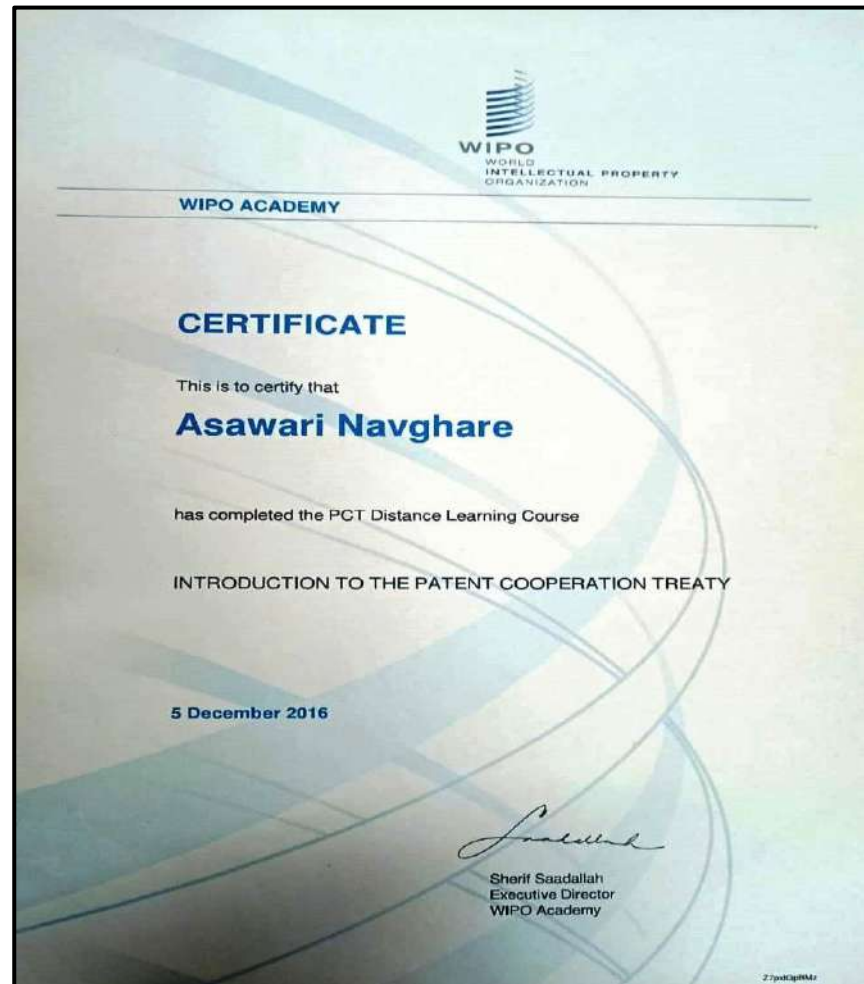 WIPO
WORLD
INTELLECTUAL PROPERTY
ORGANIZATION
WIPO ACADEMY
CERTIFICATE
This is to certify that
Asawari Navghare
has completed the PCT Distance Learning Course
INTRODUCTION TO THE PATENT COOPERATION TREATY
5 December 2016
Sherif Saadallah
Executive Director
WIPO Academy